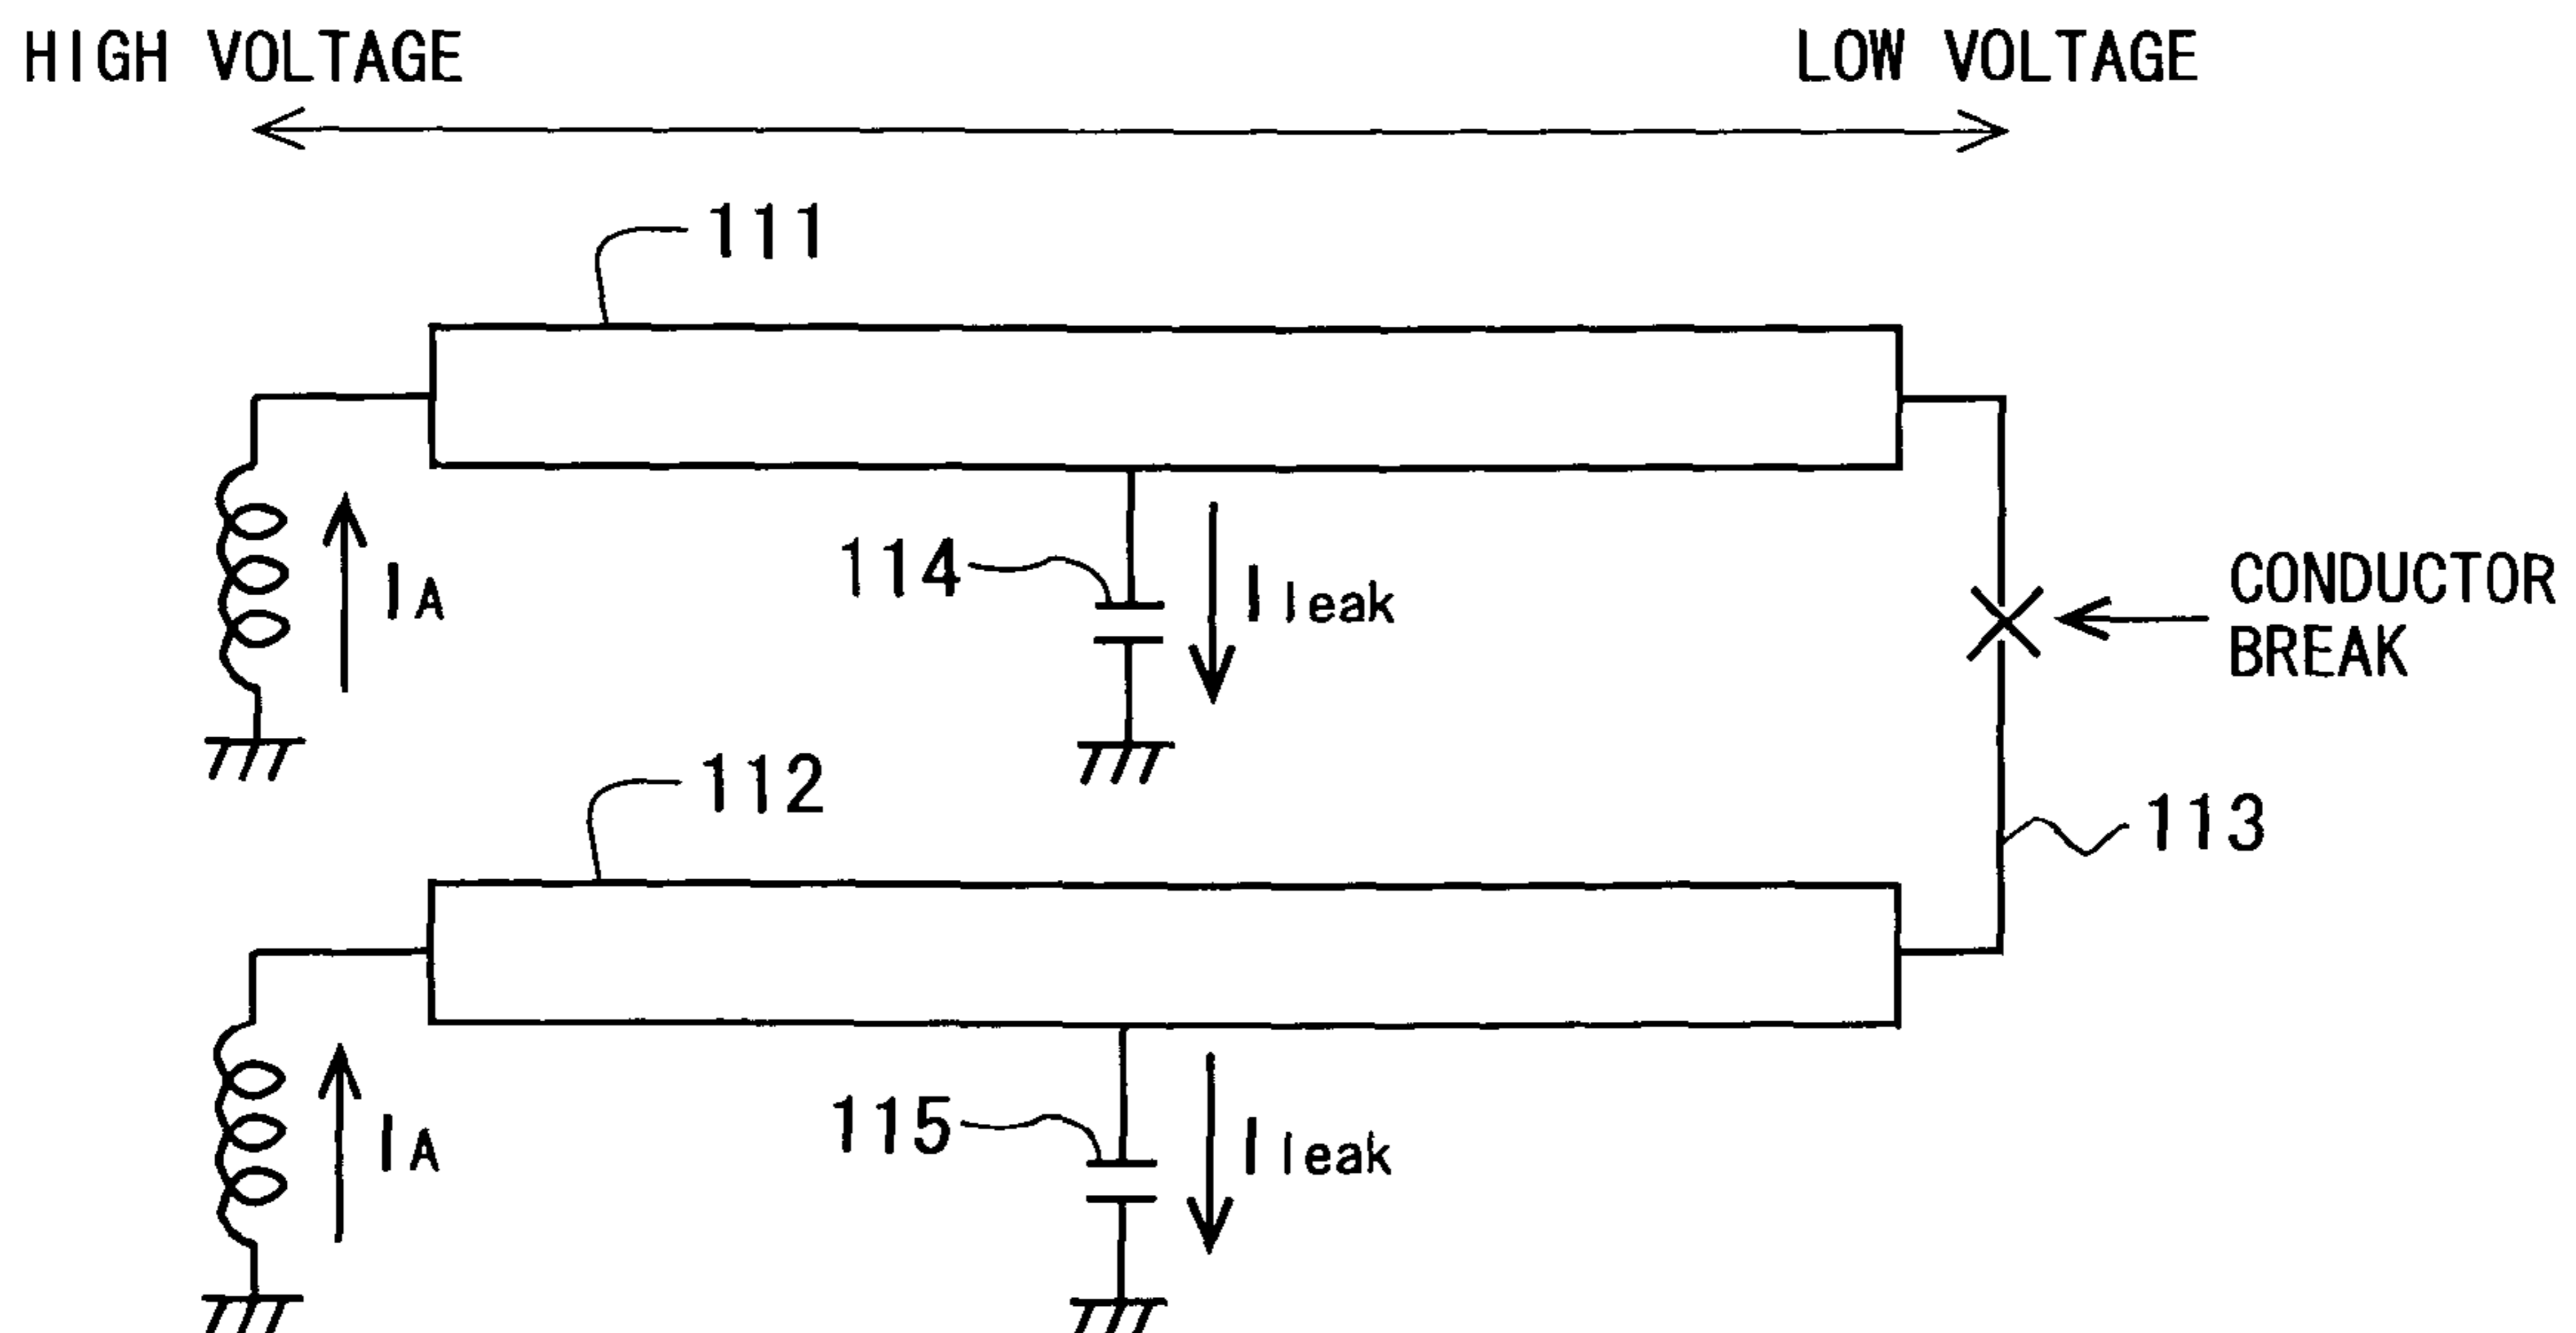 HIGH VOLTAGE
LOW VOLTAGE
111
114
IA
Ileak
CONDUCTOR
BREAK
112
113
115
IA
Ileak